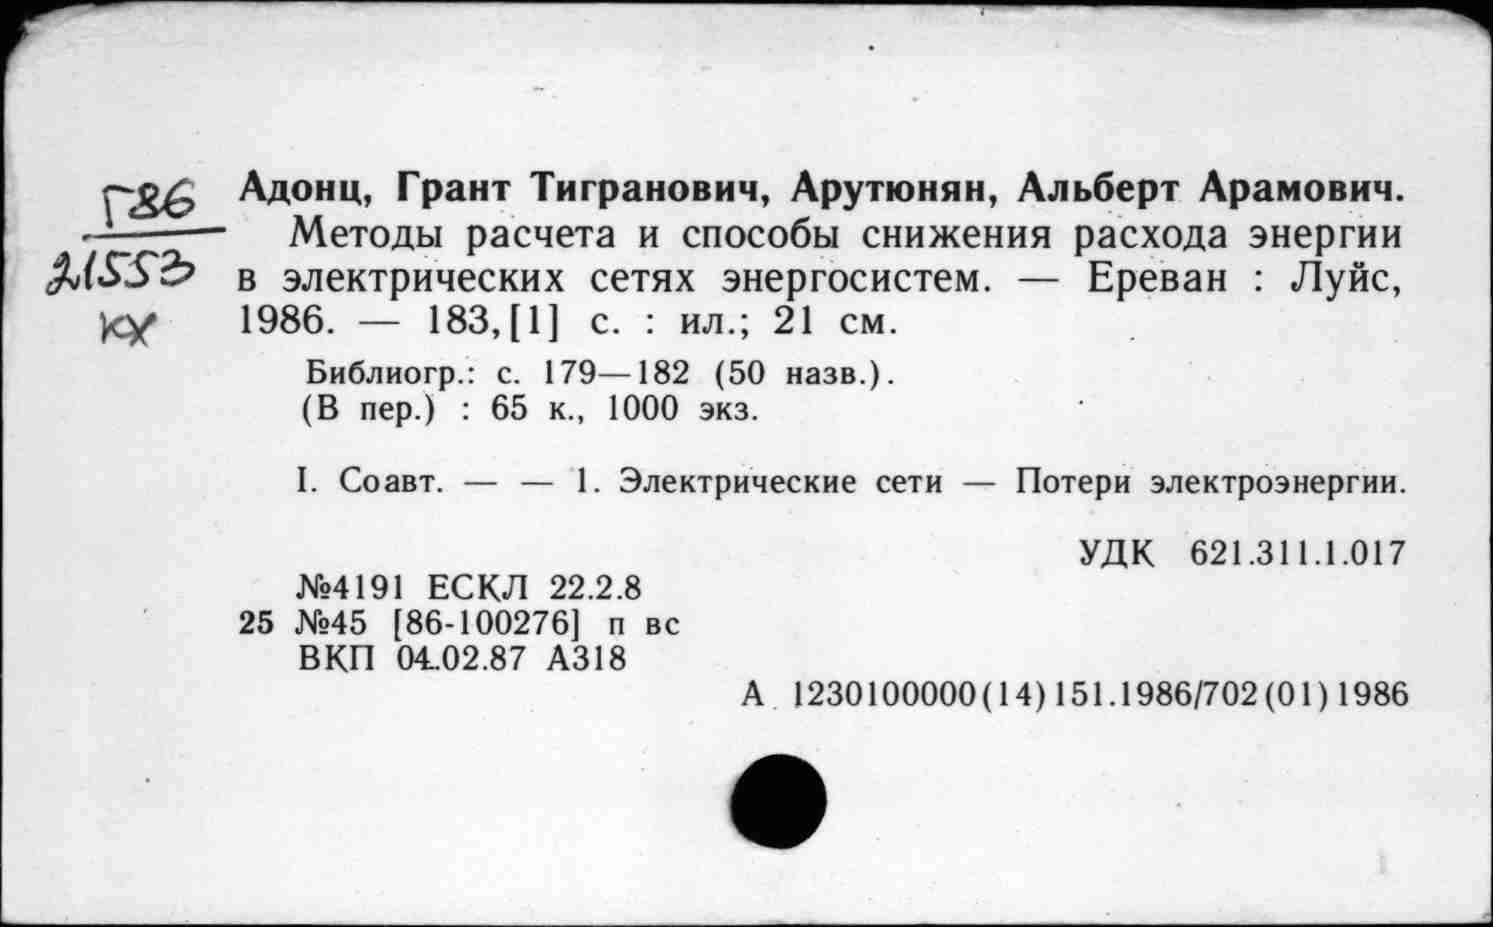 Г86
кх
Адонц, Грант Тигранович, Арутюнян, Альберт Арамович.
Методы расчета и способы снижения расхода энергии
в электрических сетях энергосистем. — Ереван : Луйс,
1986. — 183,[1] с. : ил.; 21 см.
Библиогр.: с. 179—182 (50 назв.).
(В пер.) : 65 к., 1000 экз.
I. Соавт. — — 1. Электрические сети — Потери электроэнергии.
УДК 621.311.1.017
№4191 ЕСКЛ 22.2.8
25 №45 [86-100276] п вс
ВКП 04.02.87 А318
А 1230100000(14)151.1986/702(01)1986